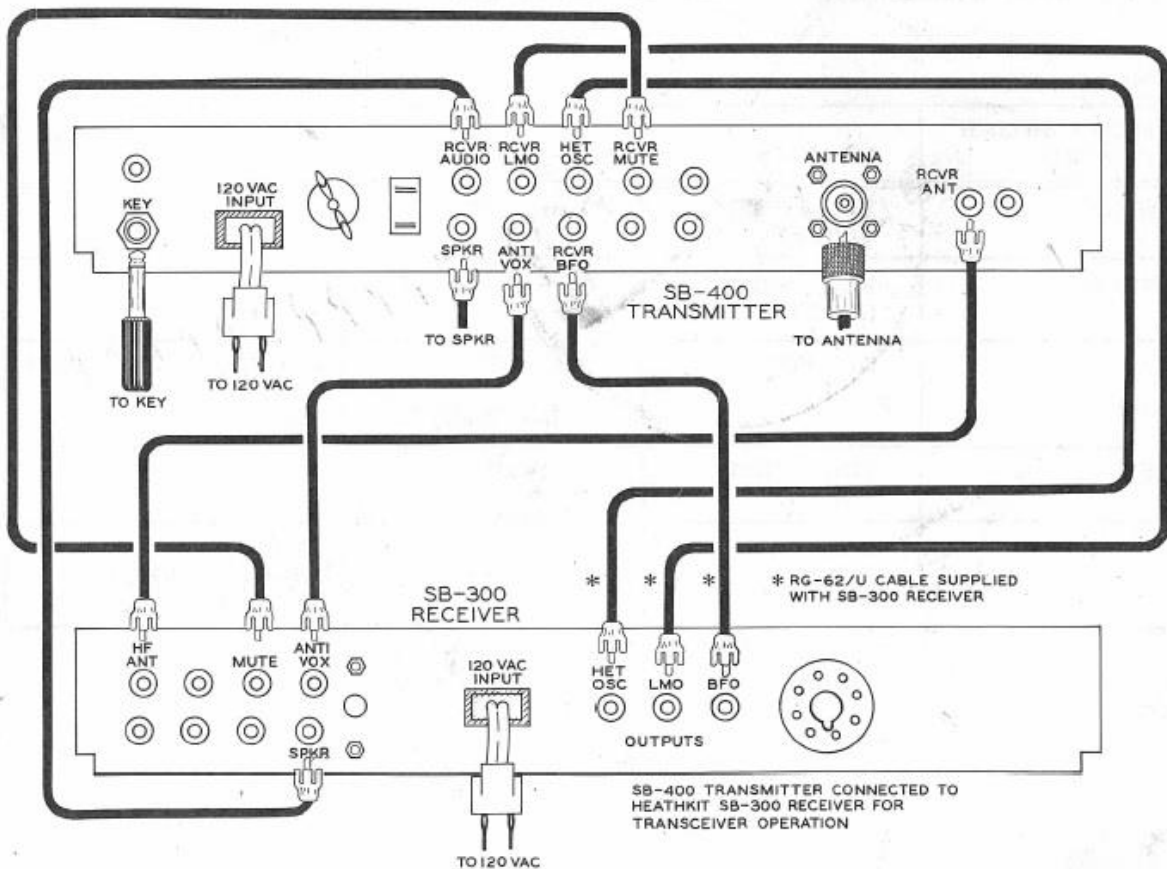 RCVR
AUDIO
RCVR
LMO
HET
OSC
RCVR
MUTE
KEY
120 VAC
INPUT
ANTENNA
RCVR
ANT
SPKR
ANTI
VOX
RCVR
BFO
SB-400
TRANSMITTER
TO SPKR
TO ANTENNA
TO 120 VAC
TO KEY
SB-300
RECEIVER
* * * * RG-62/U CABLE SUPPLIED
WITH SB-300 RECEIVER
HF
ANT
MUTE
ANTI
VOX
120 VAC
INPUT
HET
OSC
LMO
BFO
OUTPUTS
SPKR
SB-400 TRANSMITTER CONNECTED TO
HEATHKIT SB-300 RECEIVER FOR
TRANSCEIVER OPERATION
TO 120 VAC